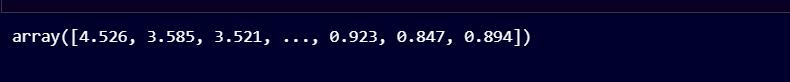 array([4.526, 3.585, 3.521, ..., 0.923, 0.847, 0.894])